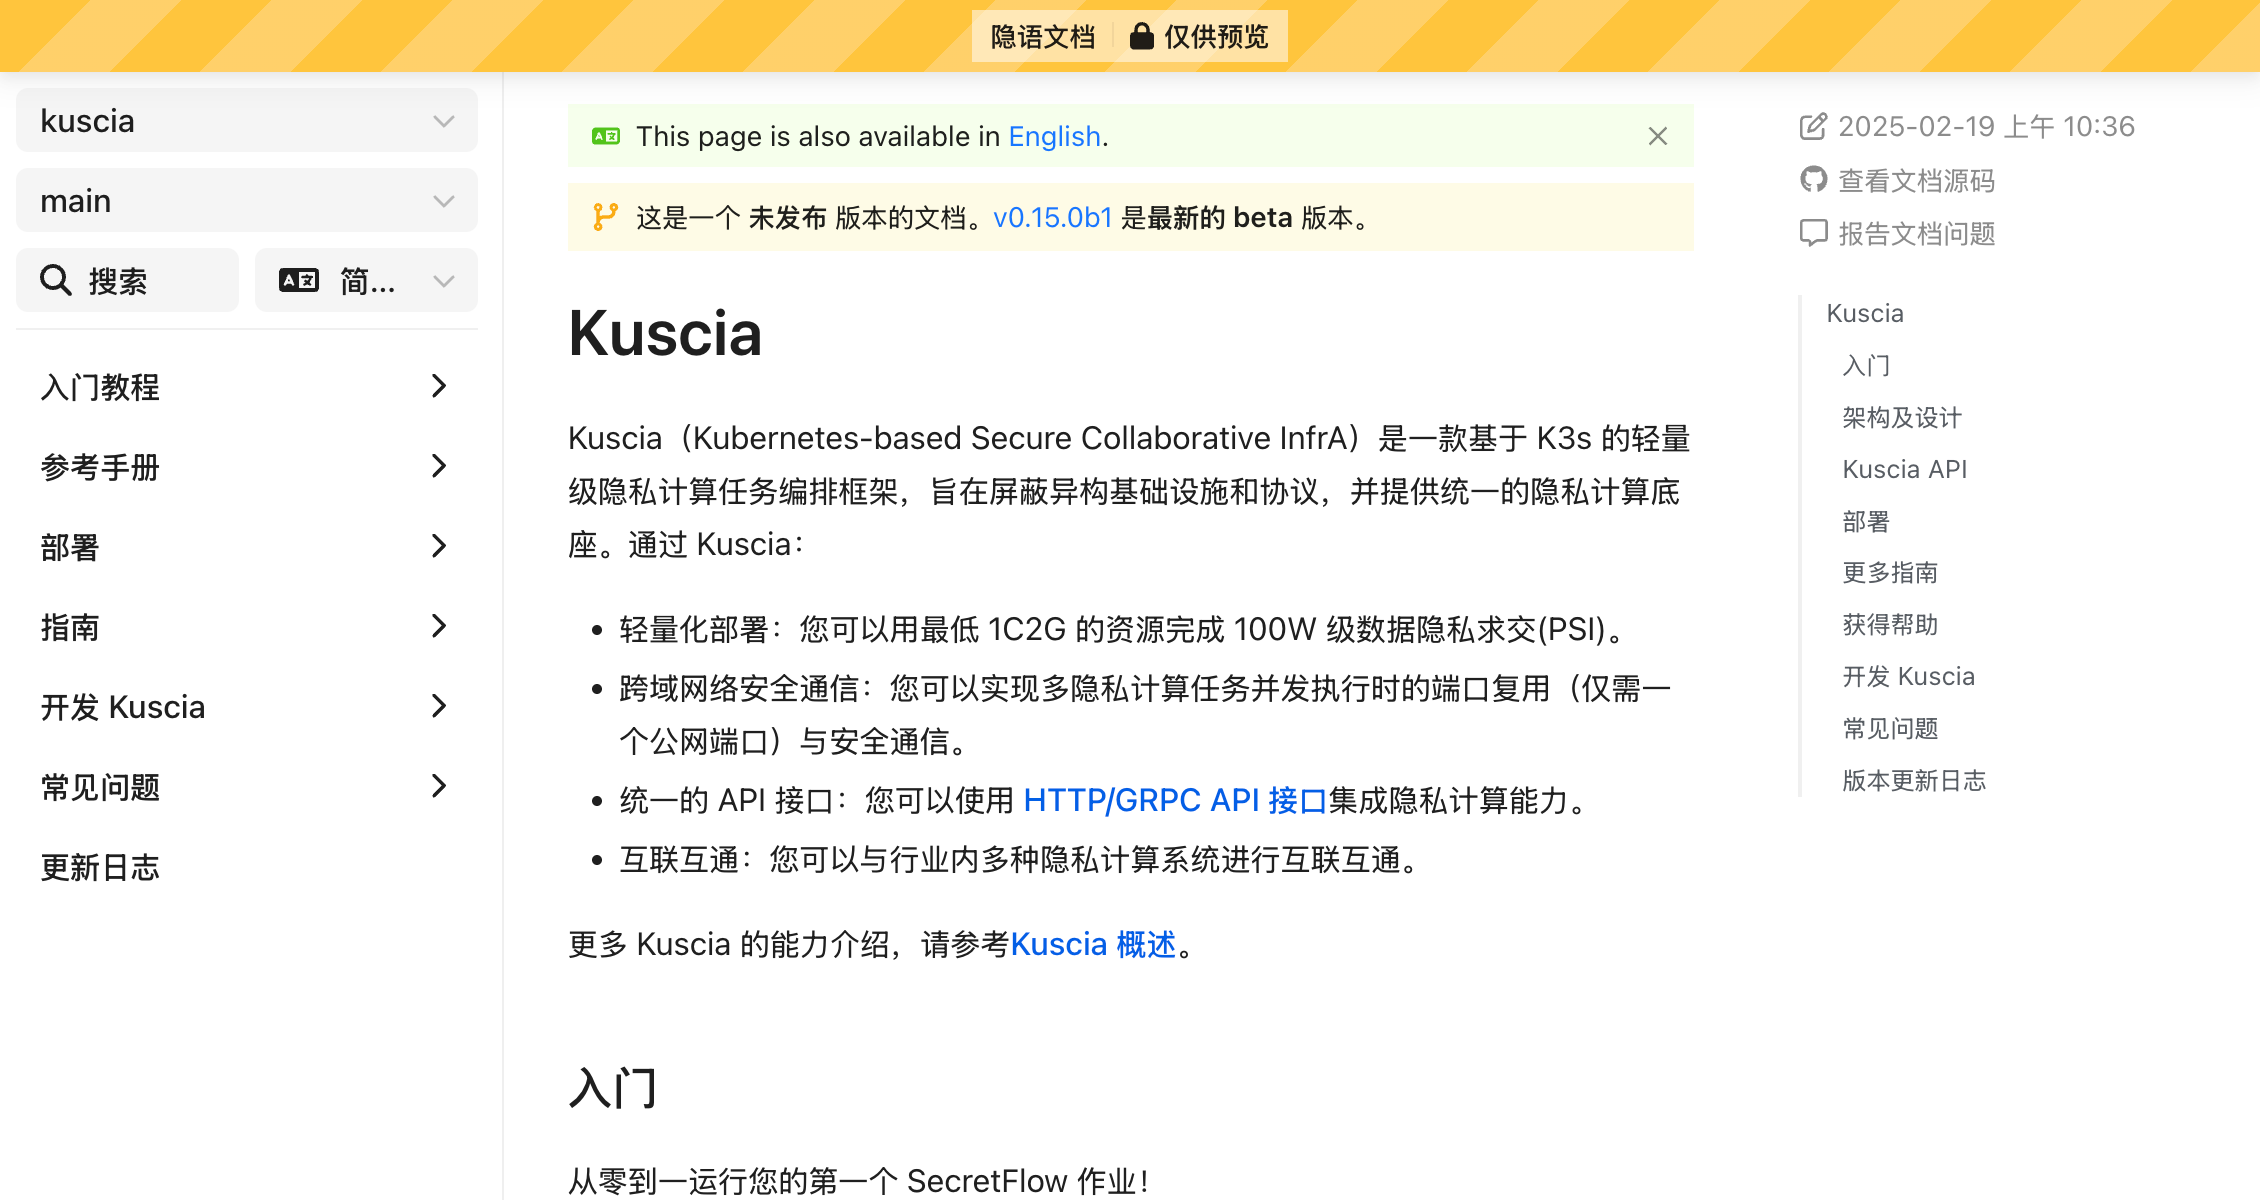 隐语文档
仅供预览
kuscia
main
搜索
简...
入门教程
参考手册
部署
指南
开发 Kuscia
常见问题
更新日志
This page is also available in English.
这是一个 未发布 版本的文档。v0.15.0b1 是最新的 beta 版本。
Kuscia
Kuscia（Kubernetes-based Secure Collaborative InfrA）是一款基于 K3s 的轻量
级隐私计算任务编排框架，旨在屏蔽异构基础设施和协议，并提供统一的隐私计算底
座。通过 Kuscia：
• 轻量化部署：您可以用最低 1C2G 的资源完成 100W 级数据隐私求交(PSI)。
• 跨域网络安全通信：您可以实现多隐私计算任务并发执行时的端口复用（仅需一
个公网端口）与安全通信。
• 统一的 API 接口：您可以使用 HTTP/GRPC API 接口集成隐私计算能力。
• 互联互通：您可以与行业内多种隐私计算系统进行互联互通。
更多 Kuscia 的能力介绍，请参考Kuscia 概述。
入门
从零到一运行您的第一个 SecretFlow 作业！
2025-02-19 上午 10:36
查看文档源码
报告文档问题
Kuscia
入门
架构及设计
Kuscia API
部署
更多指南
获得帮助
开发 Kuscia
常见问题
版本更新日志